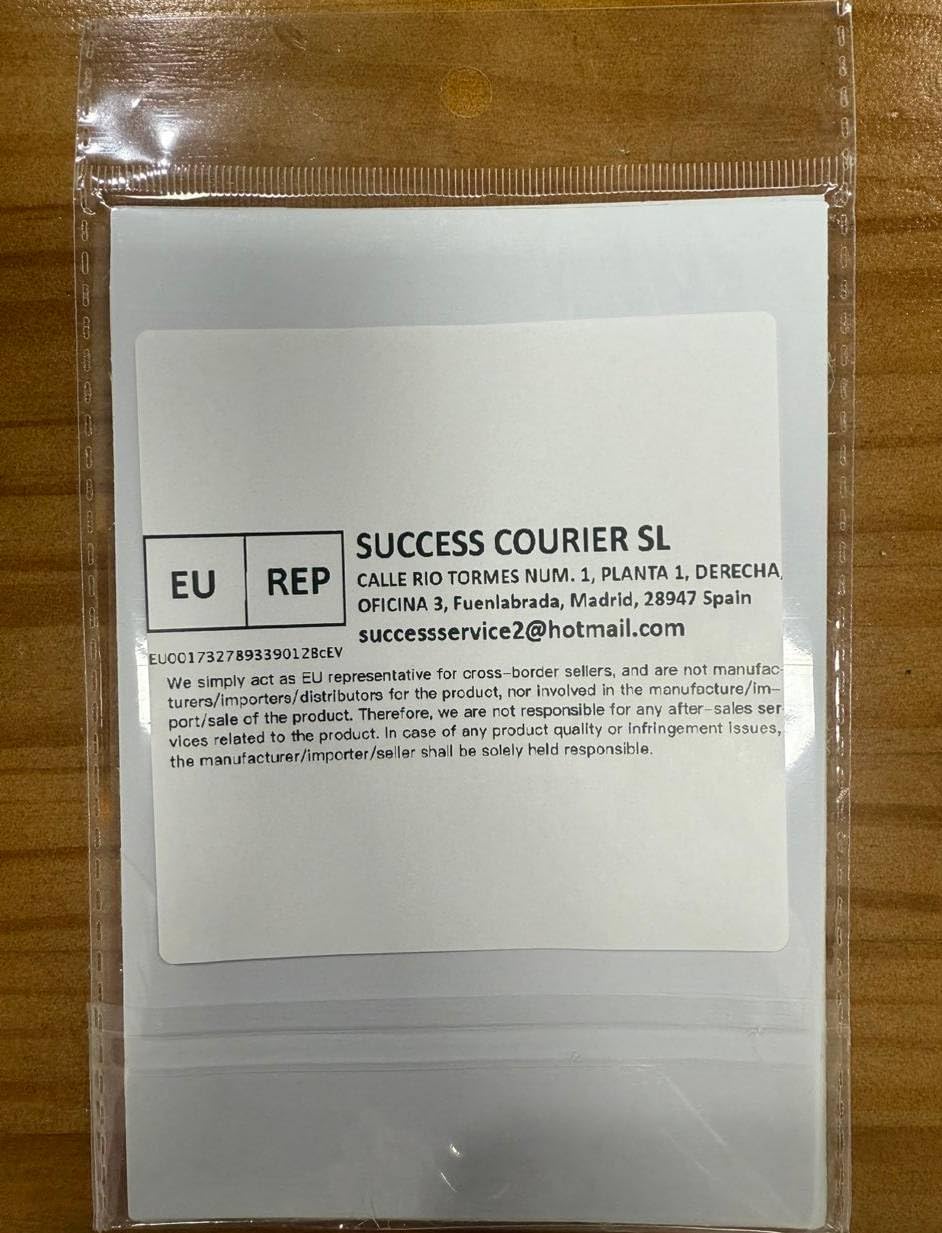 EU REP
SUCCESS COURIER SL
CALLE RIO TORMES NUM. 1, PLANTA 1, DERECHA,
OFICINA 3, Fuenlabrada, Madrid, 28947 Spain
successservice2@hotmail.com
EU001732789339012BcEV
We simply act as EU representative for cross-border sellers, and are not manufac-
turers/importers/distributors for the product, nor involved in the manufacture/im-
port/sale of the product. Therefore, we are not responsible for any after-sales ser
vices related to the product. In case of any product quality or infringement issues,
the manufacturer/importer/seller shall be solely held responsible.